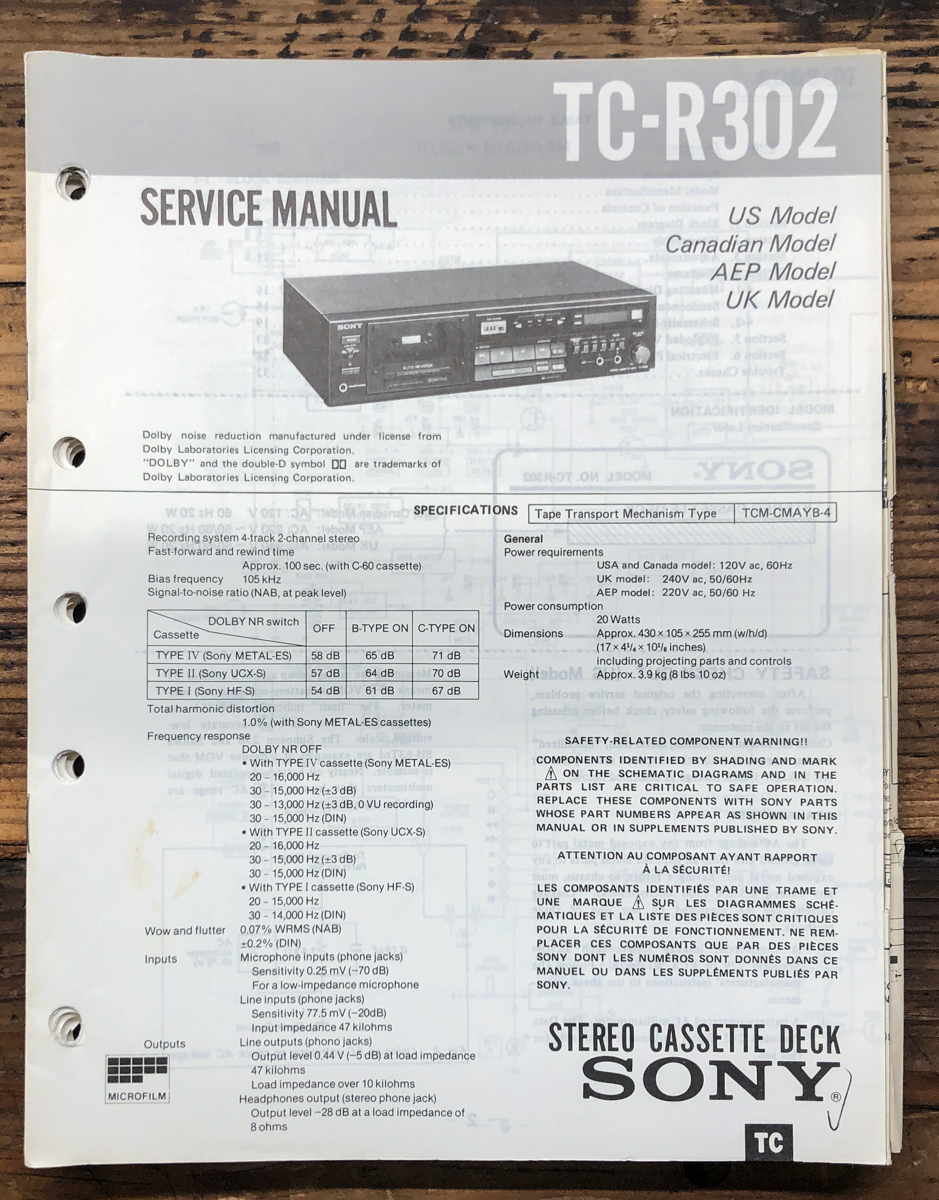 TC-R302
SERVICE MANUAL
US Model
Canadian Model
AEP Model
UK Model
SONY
Dolby noise reduction manufactured under license from
Dolby Laboratories Licensing Corporation.
"DOLBY" and the double-D symbol are trademarks of
Dolby Laboratories Licensing Corporation.
SPECIFICATIONS
Tape Transport Mechanism Type TCM-CMAYB-4
Recording system 4-track 2-channel stereo
Fast-forward and rewind time
Approx. 100 sec. (with C-60 cassette)
Bias frequency 105 kHz
Signal-to-noise ratio (NAB, at peak level)
DOLBY NR switch
Cassette
OFF B-TYPE ON C-TYPE ON
TYPE IV (Sony METAL-ES) 58 dB 65 dB 71 dB
TYPE II (Sony UCX-S) 57 dB 64 dB 70 dB
TYPE I (Sony HF-S) 54 dB 61 dB 67 dB
Total harmonic distortion
1.0% (with Sony METAL-ES cassettes)
Frequency response
DOLBY NR OFF
• With TYPE IV cassette (Sony METAL-ES)
20 – 16,000 Hz
30 – 15,000 Hz (±3 dB)
30 – 13,000 Hz (±3 dB, 0 VU recording)
30 – 15,000 Hz (DIN)
• With TYPE II cassette (Sony UCX-S)
20 – 16,000 Hz
30 – 15,000 Hz (±3 dB)
30 – 15,000 Hz (DIN)
• With TYPE I cassette (Sony HF-S)
20 – 15,000 Hz
30 – 14,000 Hz (DIN)
Wow and flutter 0.07% WRMS (NAB)
±0.2% (DIN)
Inputs Microphone inputs (phone jacks)
Sensitivity 0.25 mV (−70 dB)
For a low-impedance microphone
Line inputs (phone jacks)
Sensitivity 77.5 mV (−20dB)
Input impedance 47 kilohms
Outputs Line outputs (phono jacks)
Output level 0.44 V (−5 dB) at load impedance
47 kilohms
Load impedance over 10 kilohms
Headphones output (stereo phone jack)
Output level −28 dB at a load impedance of
8 ohms
MICROFILM
General
Power requirements
USA and Canada model: 120V ac, 60Hz
UK model: 240V ac, 50/60Hz
AEP model: 220V ac, 50/60 Hz
Power consumption
20 Watts
Dimensions Approx. 430 × 105 × 255 mm (w/h/d)
(17 × 4¹/₄ × 10¹/₈ inches)
including projecting parts and controls
Weight Approx. 3.9 kg (8 lbs 10 oz)
SAFETY-RELATED COMPONENT WARNING!!
COMPONENTS IDENTIFIED BY SHADING AND MARK
⚠ ON THE SCHEMATIC DIAGRAMS AND IN THE
PARTS LIST ARE CRITICAL TO SAFE OPERATION.
REPLACE THESE COMPONENTS WITH SONY PARTS
WHOSE PART NUMBERS APPEAR AS SHOWN IN THIS
MANUAL OR IN SUPPLEMENTS PUBLISHED BY SONY.
ATTENTION AU COMPOSANT AYANT RAPPORT
À LA SÉCURITÉ!
LES COMPOSANTS IDENTIFIÉS PAR UNE TRAME ET
UNE MARQUE ⚠ SUR LES DIAGRAMMES SCHÉ-
MATIQUES ET LA LISTE DES PIÈCES SONT CRITIQUES
POUR LA SÉCURITÉ DE FONCTIONNEMENT. NE REM-
PLACER CES COMPOSANTS QUE PAR DES PIÈCES
SONY DONT LES NUMÉROS SONT DONNÉS DANS CE
MANUEL OU DANS LES SUPPLÉMENTS PUBLIÉS PAR
SONY.
STEREO CASSETTE DECK
SONY®
TC